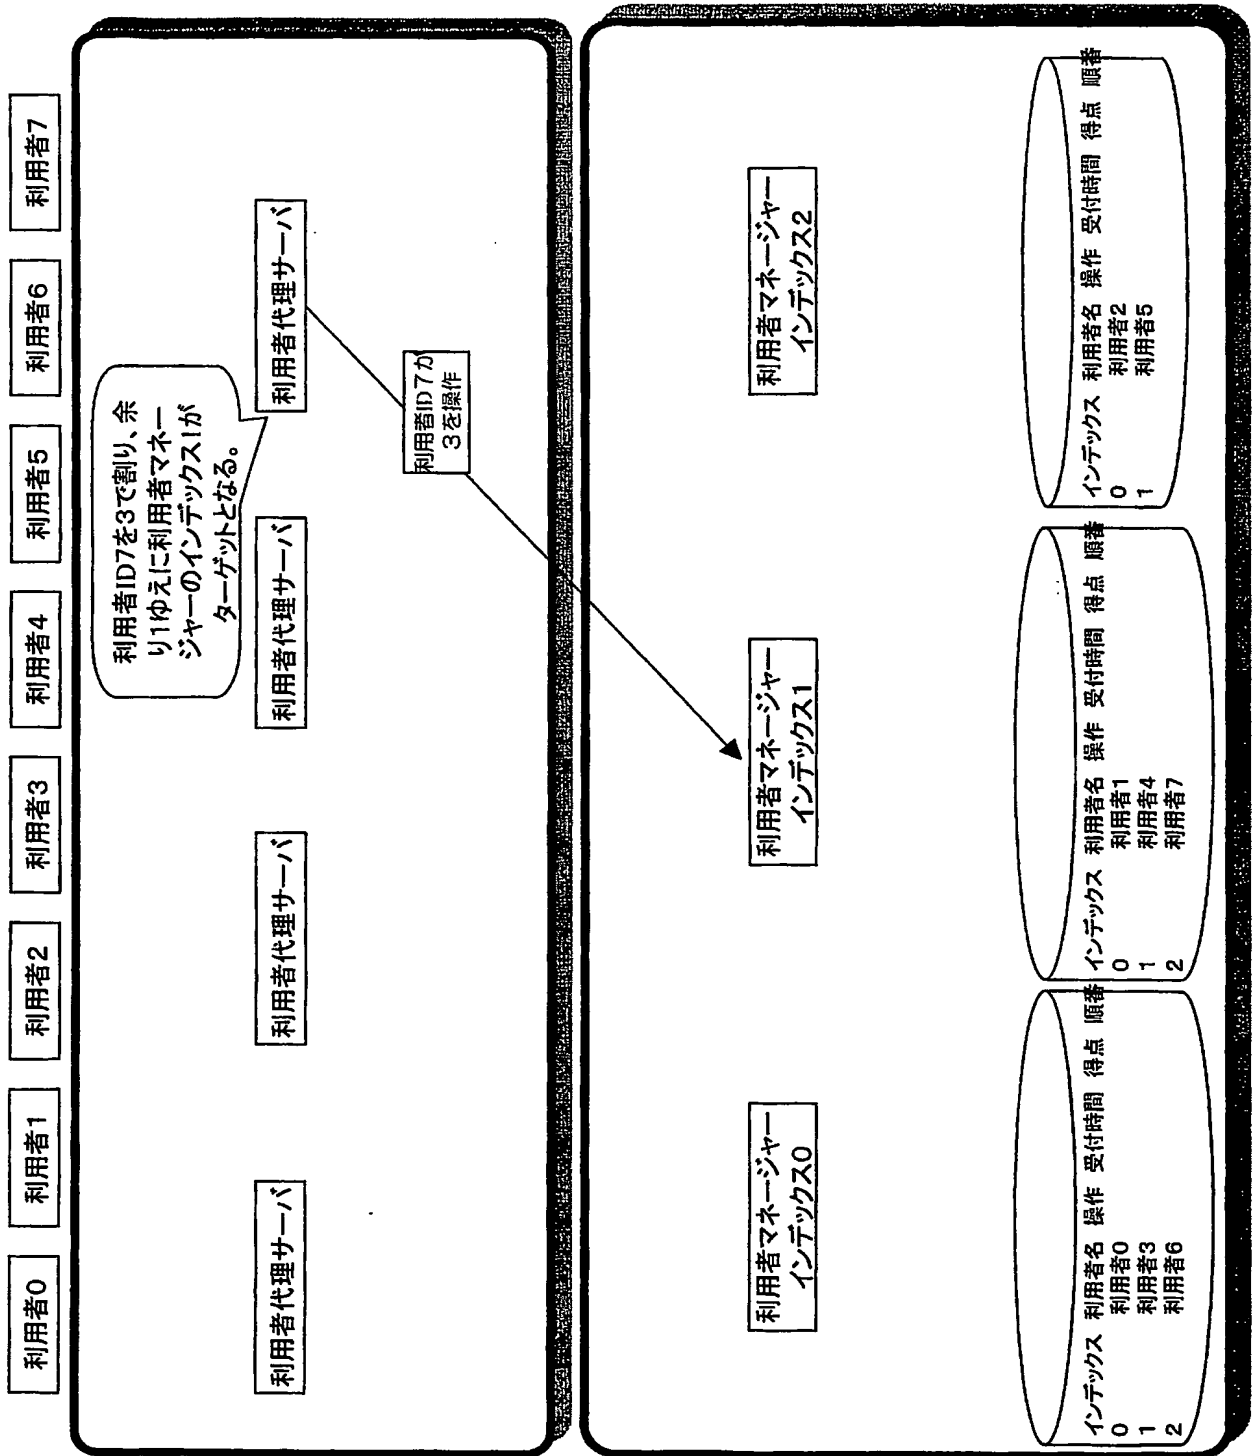 利用者0
利用者1
利用者2
利用者3
利用者4
利用者5
利用者6
利用者7
利用者ID7を3で割り、余
り1ゆえに利用者マネー
ジャーのインデックス1が
ターゲットとなる。
利用者代理サーバ
利用者代理サーバ
利用者代理サーバ
利用者代理サーバ
利用者ID7が
3を操作
利用者マネージャー
インデックス0
利用者マネージャー
インデックス1
利用者マネージャー
インデックス2
インデックス 利用者名 操作 受付時間 得点 順番
0 利用者0
1 利用者3
2 利用者6
インデックス 利用者名 操作 受付時間 得点 順番
0 利用者1
1 利用者4
2 利用者7
インデックス 利用者名 操作 受付時間 得点 順番
0 利用者2
1 利用者5